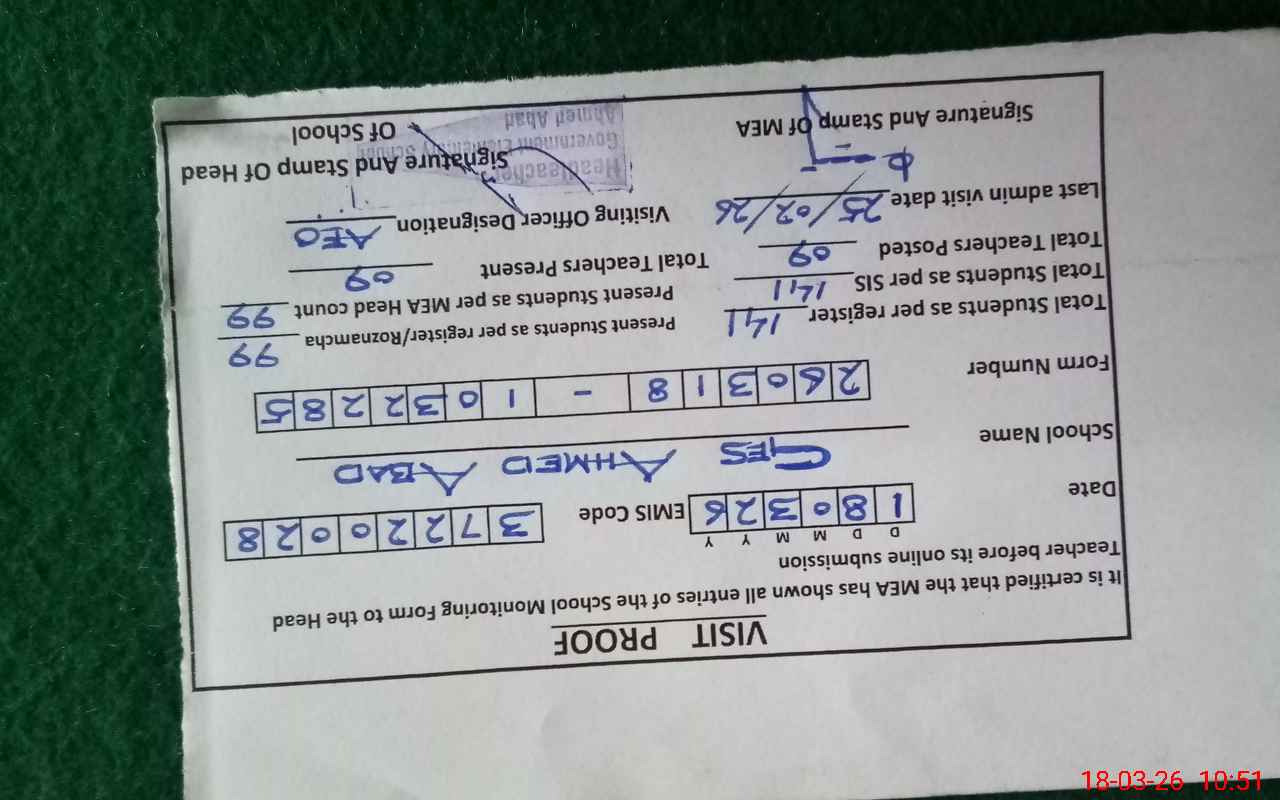 VISIT PROOF
It is certified that the MEA has shown all entries of the School Monitoring Form to the Head
Teacher before its online submission
D D M M Y Y
Date 1 8 0 3 2 6 EMIS Code 3 7 2 2 0 0 2 8
School Name GES AHMED ABAD
Form Number 2 6 0 3 1 8 - 1 0 3 2 2 8 5
Total Students as per register 141 Present Students as per register/Roznamcha 99
Total Students as per SIS 141 Present Students as per MEA Head count 99
Total Teachers Posted 09 Total Teachers Present 09
Last admin visit date 25/02/26 Visiting Officer Designation AEO
Signature And Stamp Of MEA Signature And Stamp Of Head
Of School
Headteacher
Government Elementary School
Ahmed Abad
18-03-26 10:51